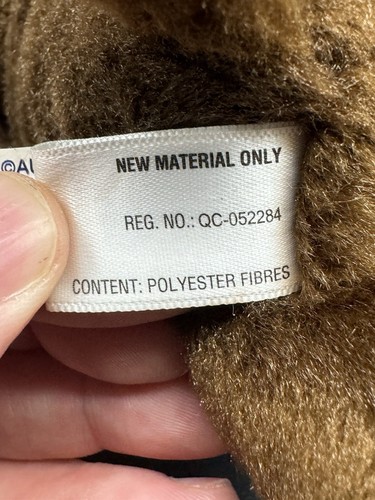 ©A
NEW MATERIAL ONLY
REG. NO.: QC-052284
CONTENT: POLYESTER FIBRES